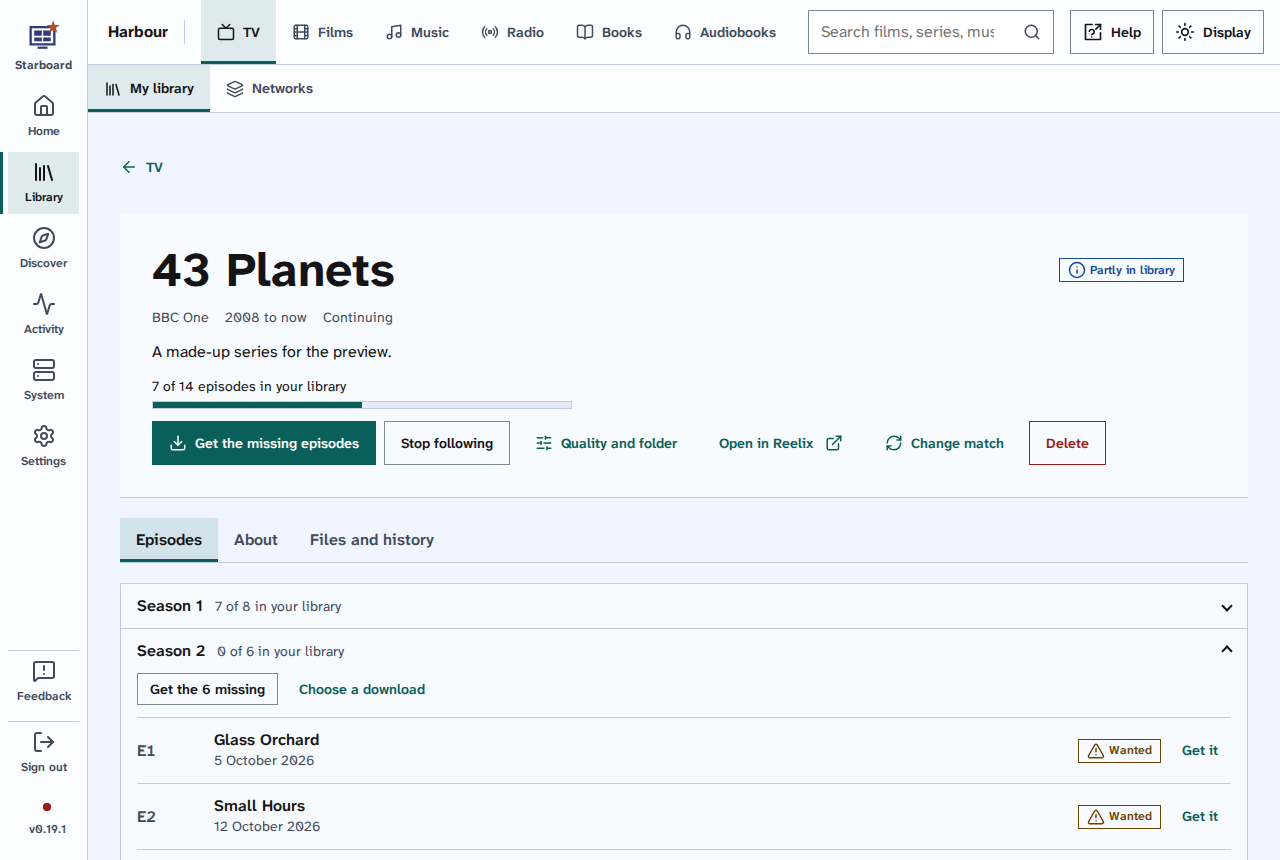 Starboard
Home
Library
Discover
Activity
System
Settings
Feedback
Sign out
v0.19.1
Harbour
TV
Films
Music
Radio
Books
Audiobooks
Search films, series, mus
Help
Display
My library
Networks
TV
43 Planets
Partly in library
BBC One 2008 to now Continuing
A made-up series for the preview.
7 of 14 episodes in your library
Get the missing episodes
Stop following
Quality and folder
Open in Reelix
Change match
Delete
Episodes
About
Files and history
Season 1 7 of 8 in your library
Season 2 0 of 6 in your library
Get the 6 missing
Choose a download
E1
Glass Orchard
5 October 2026
Wanted
Get it
E2
Small Hours
12 October 2026
Wanted
Get it